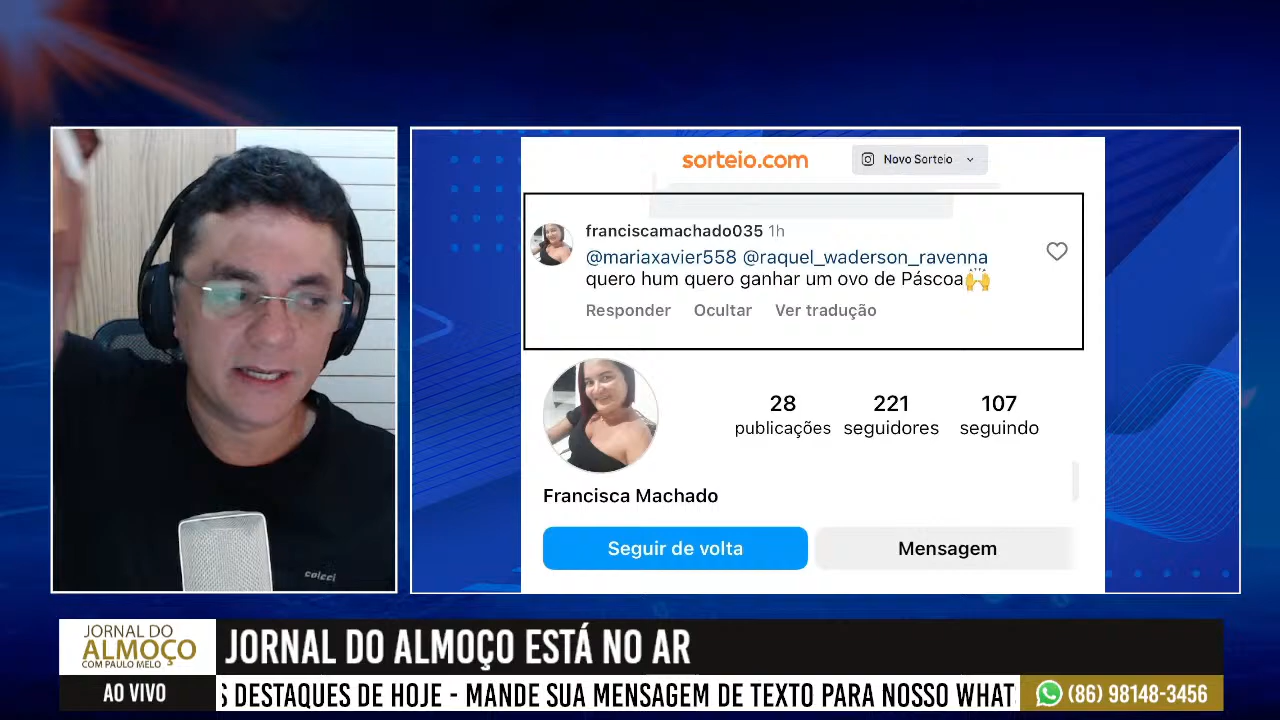 sorteio.com
Novo Sorteio
franciscamachado035 1h
@mariaxavier558 @raquel_waderson_ravenna
quero hum quero ganhar um ovo de Páscoa🙌
Responder Ocultar Ver tradução
28 221 107
publicações seguidores seguindo
Francisca Machado
Seguir de volta Mensagem
colcci
JORNAL DO
ALMOÇO
COM PAULO MELO
JORNAL DO ALMOÇO ESTÁ NO AR
AO VIVO
S DESTAQUES DE HOJE - MANDE SUA MENSAGEM DE TEXTO PARA NOSSO WHAT
(86) 98148-3456